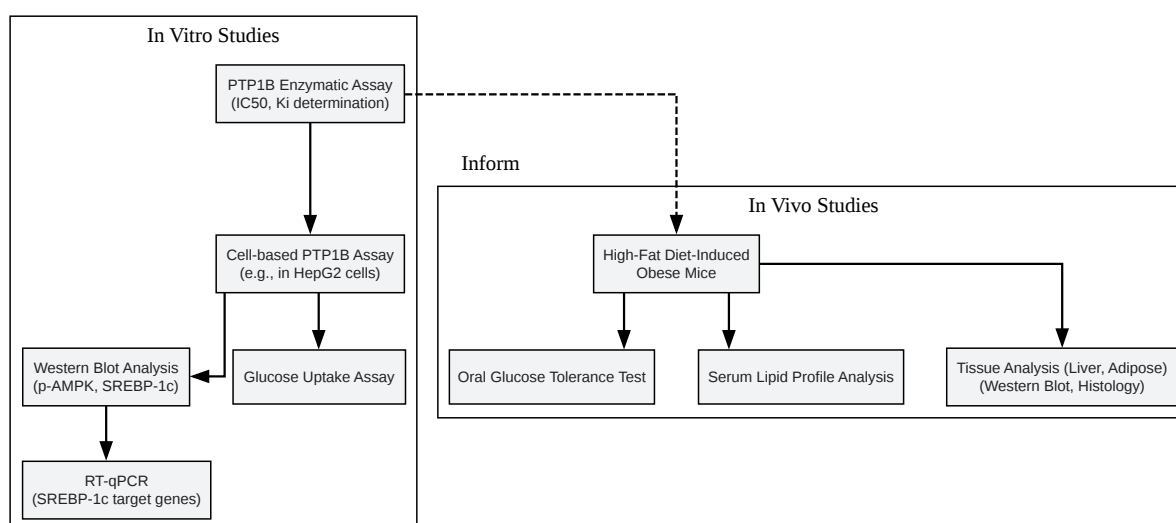 In Vitro Studies
PTP1B Enzymatic Assay
(IC50, Ki determination)
Cell-based PTP1B Assay
(e.g., in HepG2 cells)
Western Blot Analysis
(p-AMPK, SREBP-1c)
Glucose Uptake Assay
RT-qPCR
(SREBP-1c target genes)
Inform
In Vivo Studies
High-Fat Diet-Induced
Obese Mice
Oral Glucose Tolerance Test
Serum Lipid Profile Analysis
Tissue Analysis (Liver, Adipose)
(Western Blot, Histology)